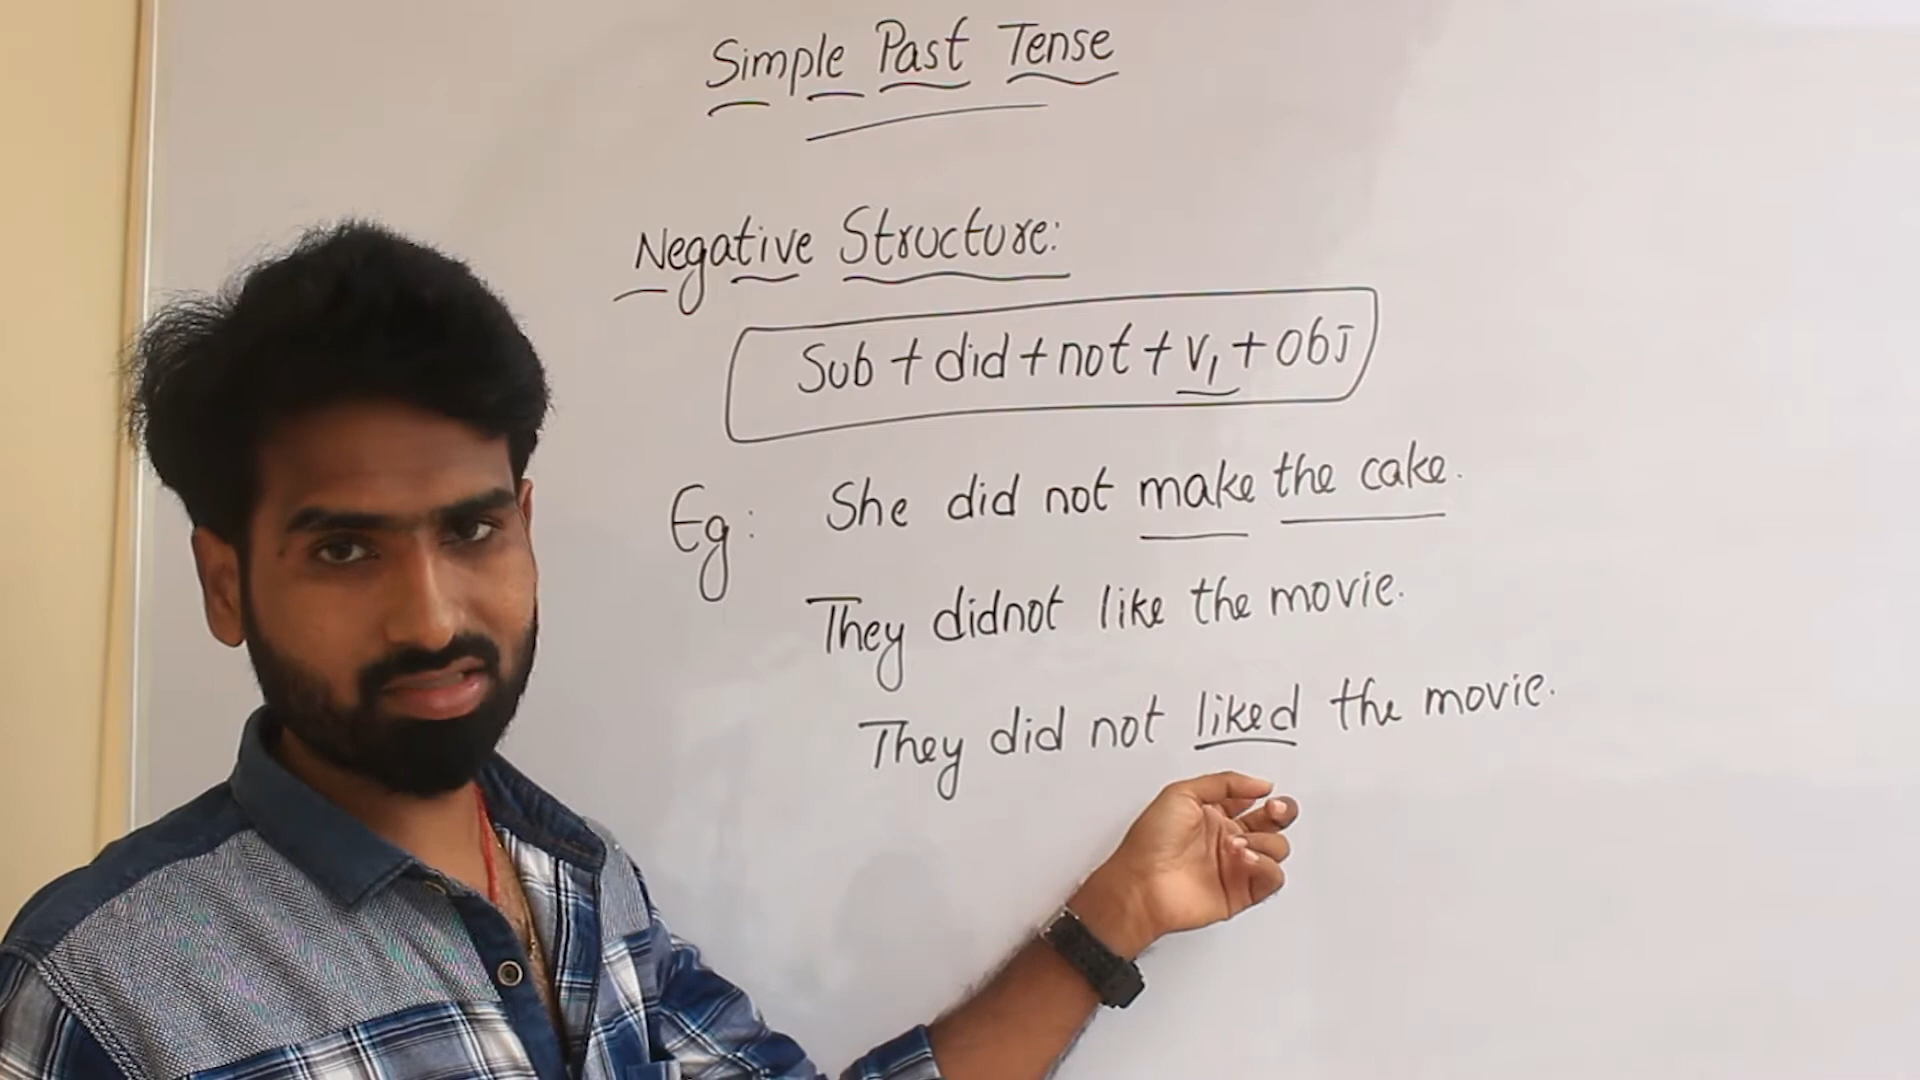 Simple Past Tense
Negative Structure:
Sub + did + not + V1 + obj
Eg: She did not make the cake.
They didnot like the movie.
They did not liked the movie.